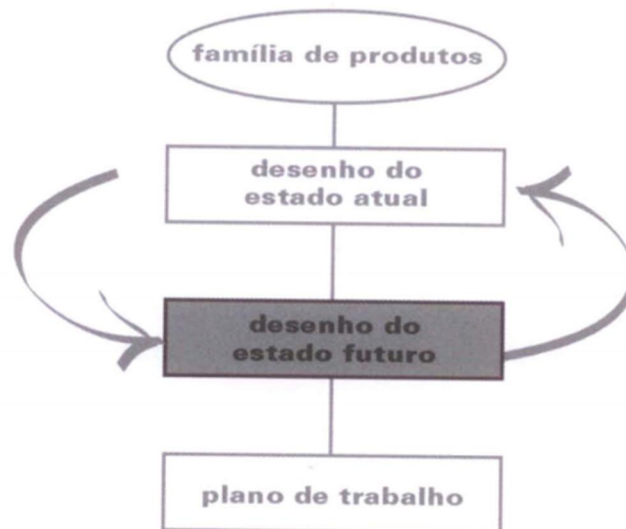 família de produtos
desenho do
estado atual
desenho do
estado futuro
plano de trabalho